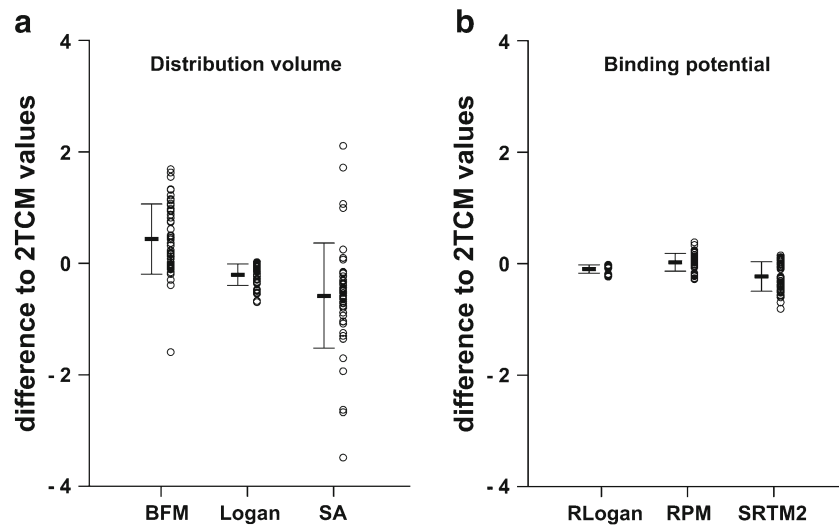 a
4
Distribution volume
2
0
- 2
- 4
difference to 2TCM values
BFM Logan SA
b
4
Binding potential
2
0
- 2
- 4
difference to 2TCM values
RLogan RPM SRTM2